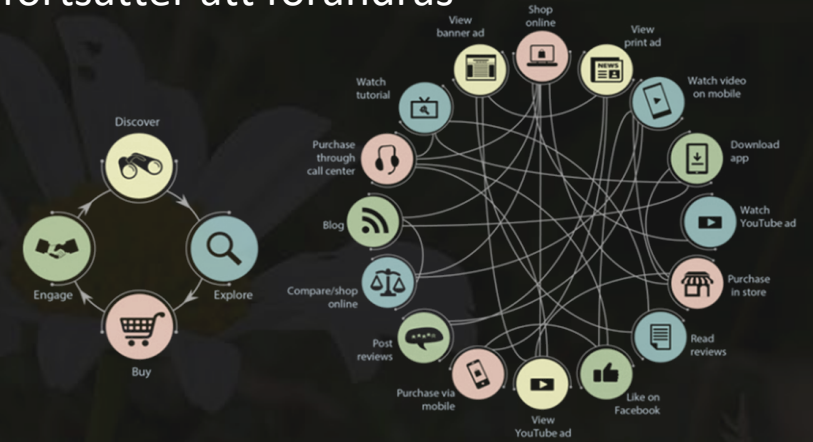 fortsätter att förändras
Discover
Engage
Explore
Buy
Shop
online
View
banner ad
View
print ad
NEWS
Watch
tutorial
Watch video
on mobile
Purchase
through
call center
Download
app
Blog
Watch
YouTube ad
Compare/shop
online
Purchase
in store
Post
reviews
Read
reviews
Purchase via
mobile
Like on
Facebook
View
YouTube ad